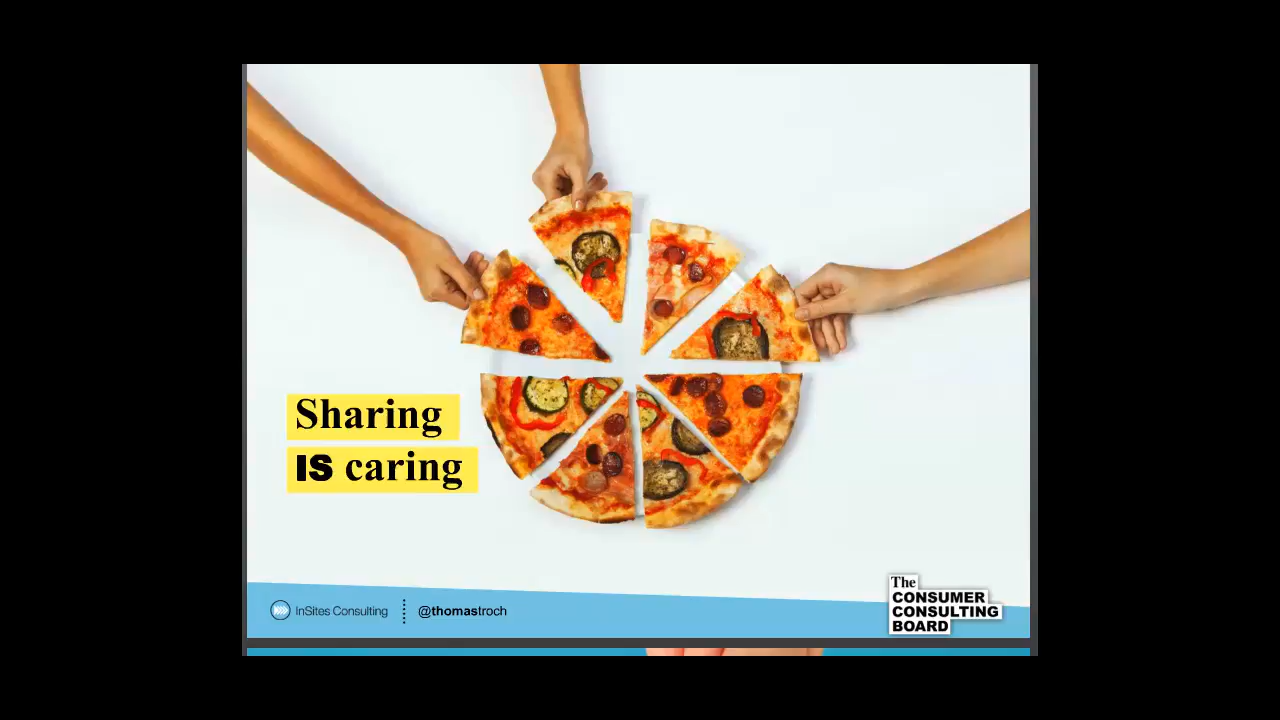 Sharing
IS caring
InSites Consulting
@thomastroch
The
CONSUMER
CONSULTING
BOARD